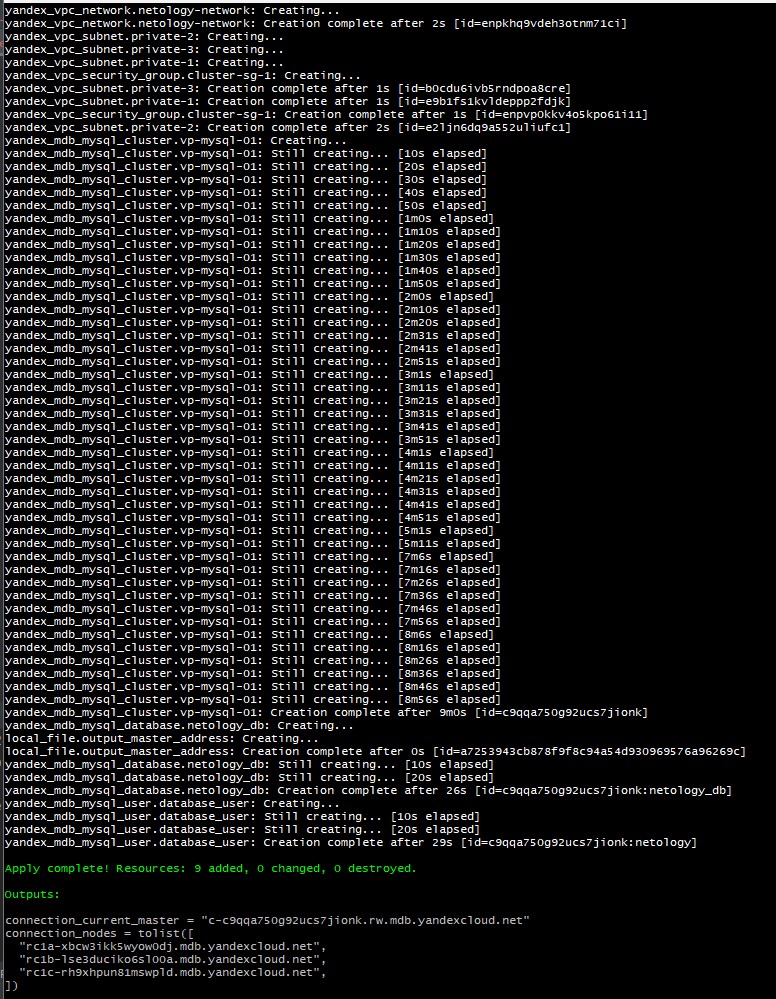 yandex_vpc_network.netology-network: Creating...
yandex_vpc_network.netology-network: Creation complete after 2s [id=enpkhq9vdeh3otnm71ci]
yandex_vpc_subnet.private-2: Creating...
yandex_vpc_subnet.private-3: Creating...
yandex_vpc_subnet.private-1: Creating...
yandex_vpc_security_group.cluster-sg-1: Creating...
yandex_vpc_subnet.private-3: Creation complete after 1s [id=b0cdu6ivb5rndpoa8cre]
yandex_vpc_subnet.private-1: Creation complete after 1s [id=e9b1fs1kvldeppp2fdjk]
yandex_vpc_security_group.cluster-sg-1: Creation complete after 1s [id=enpvp0kkv4o5kpo61i11]
yandex_vpc_subnet.private-2: Creation complete after 2s [id=e2ljn6dq9a552uliufc1]
yandex_mdb_mysql_cluster.vp-mysql-01: Creating...
yandex_mdb_mysql_cluster.vp-mysql-01: Still creating... [10s elapsed]
yandex_mdb_mysql_cluster.vp-mysql-01: Still creating... [20s elapsed]
yandex_mdb_mysql_cluster.vp-mysql-01: Still creating... [30s elapsed]
yandex_mdb_mysql_cluster.vp-mysql-01: Still creating... [40s elapsed]
yandex_mdb_mysql_cluster.vp-mysql-01: Still creating... [50s elapsed]
yandex_mdb_mysql_cluster.vp-mysql-01: Still creating... [1m0s elapsed]
yandex_mdb_mysql_cluster.vp-mysql-01: Still creating... [1m10s elapsed]
yandex_mdb_mysql_cluster.vp-mysql-01: Still creating... [1m20s elapsed]
yandex_mdb_mysql_cluster.vp-mysql-01: Still creating... [1m30s elapsed]
yandex_mdb_mysql_cluster.vp-mysql-01: Still creating... [1m40s elapsed]
yandex_mdb_mysql_cluster.vp-mysql-01: Still creating... [1m50s elapsed]
yandex_mdb_mysql_cluster.vp-mysql-01: Still creating... [2m0s elapsed]
yandex_mdb_mysql_cluster.vp-mysql-01: Still creating... [2m10s elapsed]
yandex_mdb_mysql_cluster.vp-mysql-01: Still creating... [2m20s elapsed]
yandex_mdb_mysql_cluster.vp-mysql-01: Still creating... [2m31s elapsed]
yandex_mdb_mysql_cluster.vp-mysql-01: Still creating... [2m41s elapsed]
yandex_mdb_mysql_cluster.vp-mysql-01: Still creating... [2m51s elapsed]
yandex_mdb_mysql_cluster.vp-mysql-01: Still creating... [3m1s elapsed]
yandex_mdb_mysql_cluster.vp-mysql-01: Still creating... [3m11s elapsed]
yandex_mdb_mysql_cluster.vp-mysql-01: Still creating... [3m21s elapsed]
yandex_mdb_mysql_cluster.vp-mysql-01: Still creating... [3m31s elapsed]
yandex_mdb_mysql_cluster.vp-mysql-01: Still creating... [3m41s elapsed]
yandex_mdb_mysql_cluster.vp-mysql-01: Still creating... [3m51s elapsed]
yandex_mdb_mysql_cluster.vp-mysql-01: Still creating... [4m1s elapsed]
yandex_mdb_mysql_cluster.vp-mysql-01: Still creating... [4m11s elapsed]
yandex_mdb_mysql_cluster.vp-mysql-01: Still creating... [4m21s elapsed]
yandex_mdb_mysql_cluster.vp-mysql-01: Still creating... [4m31s elapsed]
yandex_mdb_mysql_cluster.vp-mysql-01: Still creating... [4m41s elapsed]
yandex_mdb_mysql_cluster.vp-mysql-01: Still creating... [4m51s elapsed]
yandex_mdb_mysql_cluster.vp-mysql-01: Still creating... [5m1s elapsed]
yandex_mdb_mysql_cluster.vp-mysql-01: Still creating... [5m11s elapsed]
yandex_mdb_mysql_cluster.vp-mysql-01: Still creating... [7m6s elapsed]
yandex_mdb_mysql_cluster.vp-mysql-01: Still creating... [7m16s elapsed]
yandex_mdb_mysql_cluster.vp-mysql-01: Still creating... [7m26s elapsed]
yandex_mdb_mysql_cluster.vp-mysql-01: Still creating... [7m36s elapsed]
yandex_mdb_mysql_cluster.vp-mysql-01: Still creating... [7m46s elapsed]
yandex_mdb_mysql_cluster.vp-mysql-01: Still creating... [7m56s elapsed]
yandex_mdb_mysql_cluster.vp-mysql-01: Still creating... [8m6s elapsed]
yandex_mdb_mysql_cluster.vp-mysql-01: Still creating... [8m16s elapsed]
yandex_mdb_mysql_cluster.vp-mysql-01: Still creating... [8m26s elapsed]
yandex_mdb_mysql_cluster.vp-mysql-01: Still creating... [8m36s elapsed]
yandex_mdb_mysql_cluster.vp-mysql-01: Still creating... [8m46s elapsed]
yandex_mdb_mysql_cluster.vp-mysql-01: Still creating... [8m56s elapsed]
yandex_mdb_mysql_cluster.vp-mysql-01: Creation complete after 9m0s [id=c9qqa750g92ucs7jionk]
yandex_mdb_mysql_database.netology_db: Creating...
local_file.output_master_address: Creating...
local_file.output_master_address: Creation complete after 0s [id=a7253943cb878f9f8c94a54d930969576a96269c]
yandex_mdb_mysql_database.netology_db: Still creating... [10s elapsed]
yandex_mdb_mysql_database.netology_db: Still creating... [20s elapsed]
yandex_mdb_mysql_database.netology_db: Creation complete after 26s [id=c9qqa750g92ucs7jionk:netology_db]
yandex_mdb_mysql_user.database_user: Creating...
yandex_mdb_mysql_user.database_user: Still creating... [10s elapsed]
yandex_mdb_mysql_user.database_user: Still creating... [20s elapsed]
yandex_mdb_mysql_user.database_user: Creation complete after 29s [id=c9qqa750g92ucs7jionk:netology]
Apply complete! Resources: 9 added, 0 changed, 0 destroyed.
Outputs:
connection_current_master = "c-c9qqa750g92ucs7jionk.rw.mdb.yandexcloud.net"
connection_nodes = tolist([
  "rc1a-xbcw3ikk5wyow0dj.mdb.yandexcloud.net",
  "rc1b-lse3duciko6sl00a.mdb.yandexcloud.net",
  "rc1c-rh9xhpun81mswpld.mdb.yandexcloud.net",
])